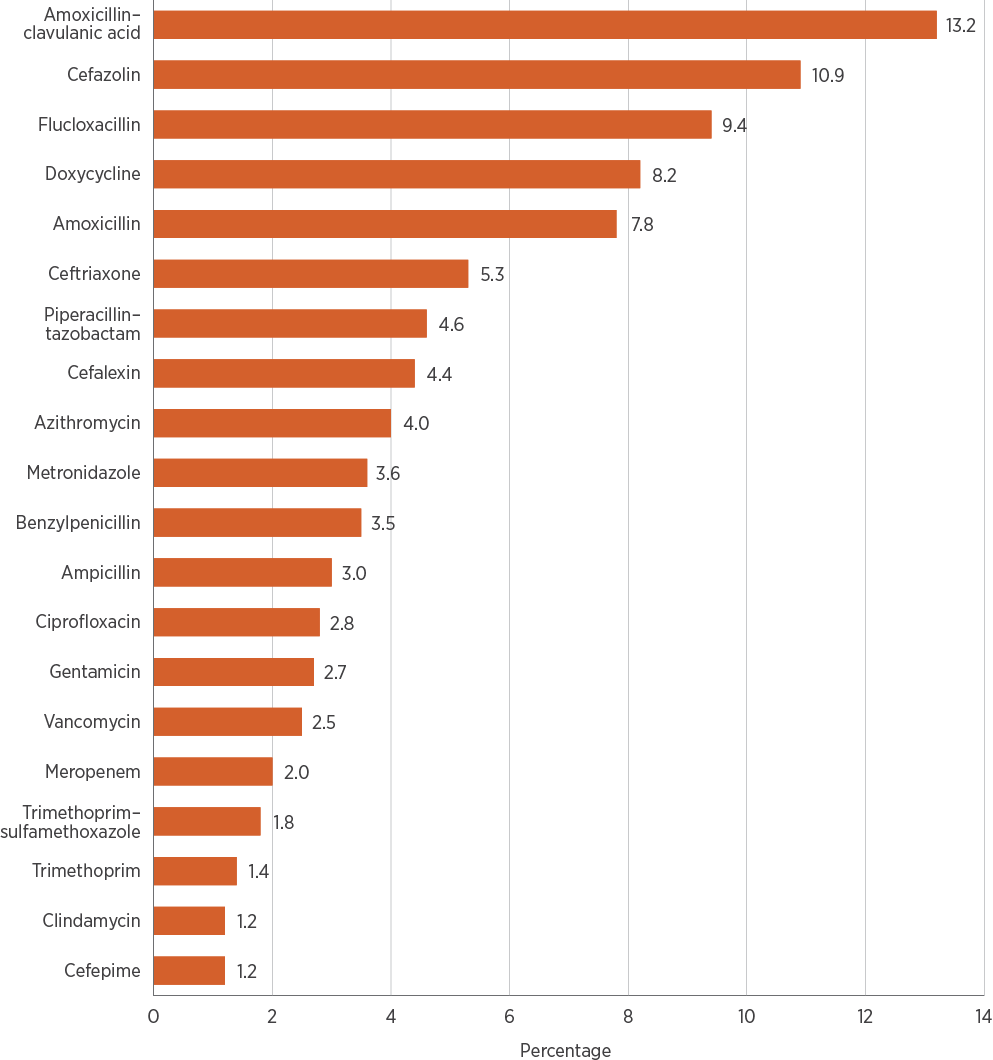 Amoxicillin–
clavulanic acid
13.2
Cefazolin
10.9
Flucloxacillin
9.4
Doxycycline
8.2
Amoxicillin
7.8
Ceftriaxone
5.3
Piperacillin–
tazobactam
4.6
Cefalexin
4.4
Azithromycin
4.0
Metronidazole
3.6
Benzylpenicillin
3.5
Ampicillin
3.0
Ciprofloxacin
2.8
Gentamicin
2.7
Vancomycin
2.5
Meropenem
2.0
Trimethoprim–
sulfamethoxazole
1.8
Trimethoprim
1.4
Clindamycin
1.2
Cefepime
1.2
0 2 4 6 8 10 12 14
Percentage